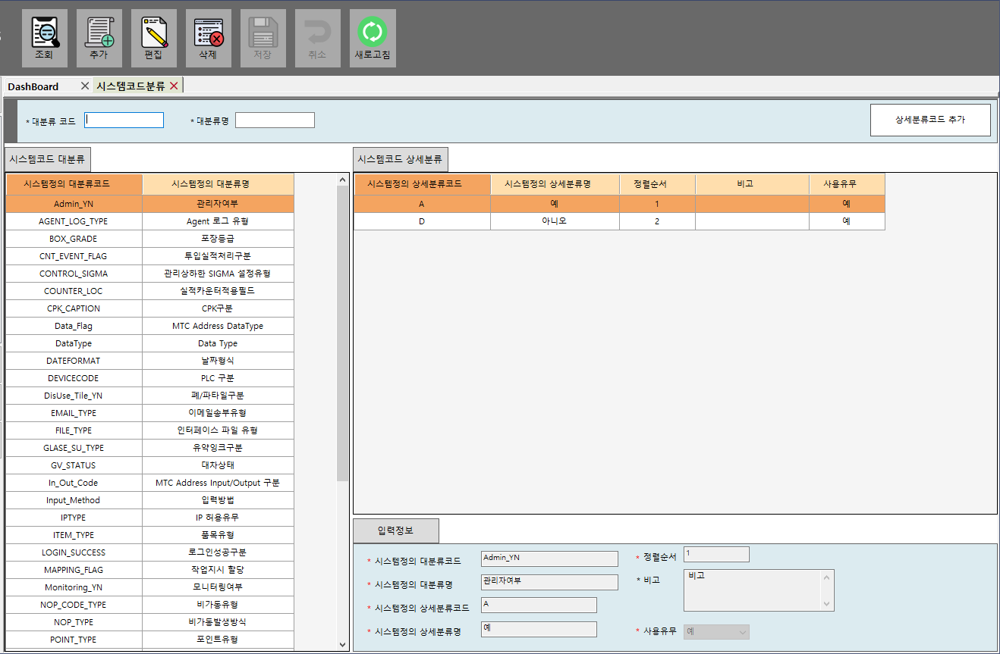 조회 추가 편집 삭제 저장 취소 새로고침
DashBoard 시스템코드분류
* 대분류 코드 * 대분류명 상세분류코드 추가
시스템코드 대분류 시스템코드 상세분류
시스템정의 대분류코드 시스템정의 대분류명
Admin_YN 관리자여부
AGENT_LOG_TYPE Agent 로그 유형
BOX_GRADE 포장등급
CNT_EVENT_FLAG 투입실적처리구분
CONTROL_SIGMA 관리상하한 SIGMA 설정유형
COUNTER_LOC 실적카운터적용필드
CPK_CAPTION CPK구분
Data_Flag MTC Address DataType
DataType Data Type
DATEFORMAT 날짜형식
DEVICECODE PLC 구분
DisUse_Tile_YN 폐/파타일구분
EMAIL_TYPE 이메일송부유형
FILE_TYPE 인터페이스 파일 유형
GLASE_SU_TYPE 유약잉크구분
GV_STATUS 대차상태
In_Out_Code MTC Address Input/Output 구분
Input_Method 입력방법
IPTYPE IP 허용유무
ITEM_TYPE 품목유형
LOGIN_SUCCESS 로그인성공구분
MAPPING_FLAG 작업지시 할당
Monitoring_YN 모니터링여부
NOP_CODE_TYPE 비가동유형
NOP_TYPE 비가동발생방식
POINT_TYPE 포인트유형
시스템정의 상세분류코드 시스템정의 상세분류명 정렬순서 비고 사용유무
A 예 1 예
D 아니오 2 예
입력정보
* 시스템정의 대분류코드 Admin_YN * 정렬순서 1
* 시스템정의 대분류명 관리자여부 * 비고 비고
* 시스템정의 상세분류코드 A
* 시스템정의 상세분류명 예 * 사용유무 예